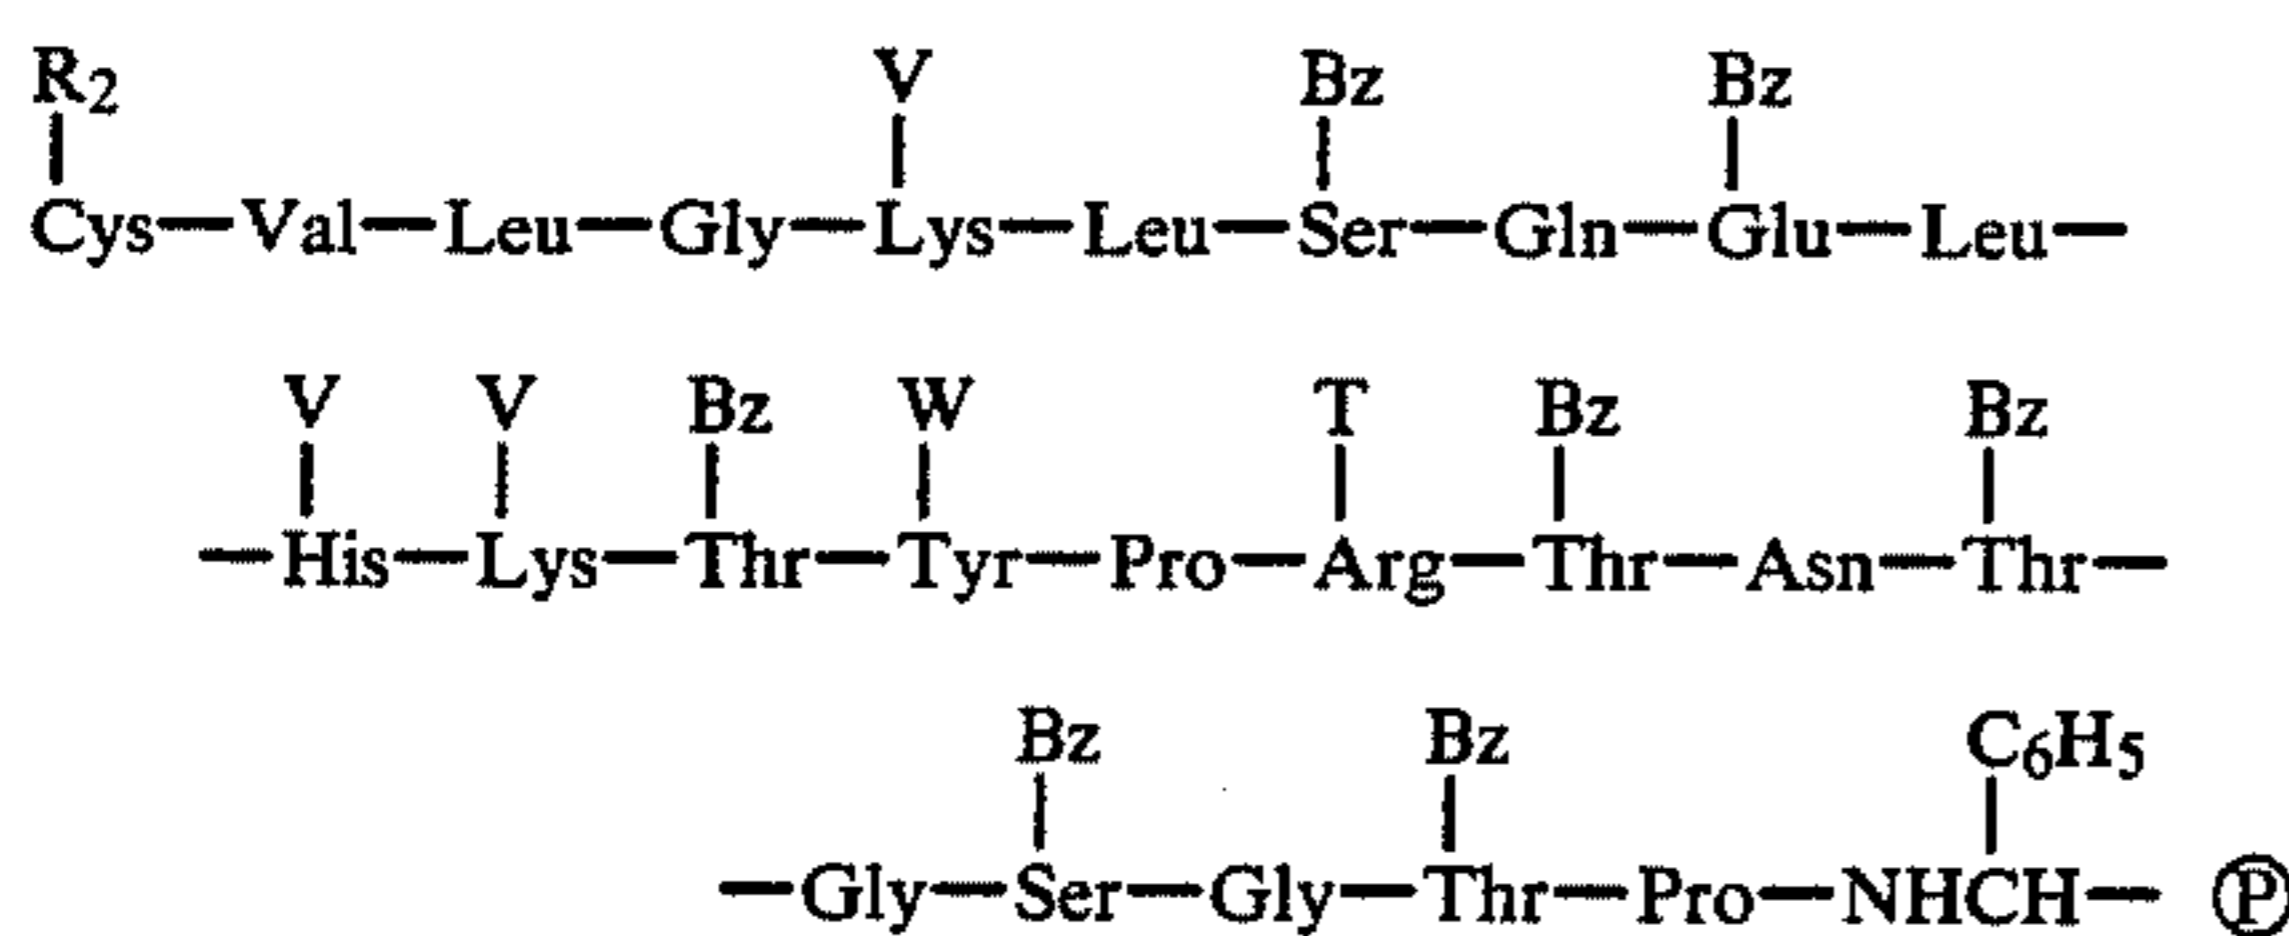 R2 V Bz Bz
Cys—Val—Leu—Gly—Lys—Leu—Ser—Gln—Glu—Leu—
V V Bz W T Bz Bz
—His—Lys—Thr—Tyr—Pro—Arg—Thr—Asn—Thr—
Bz Bz C6H5
—Gly—Ser—Gly—Thr—Pro—NHCH— Ⓟ